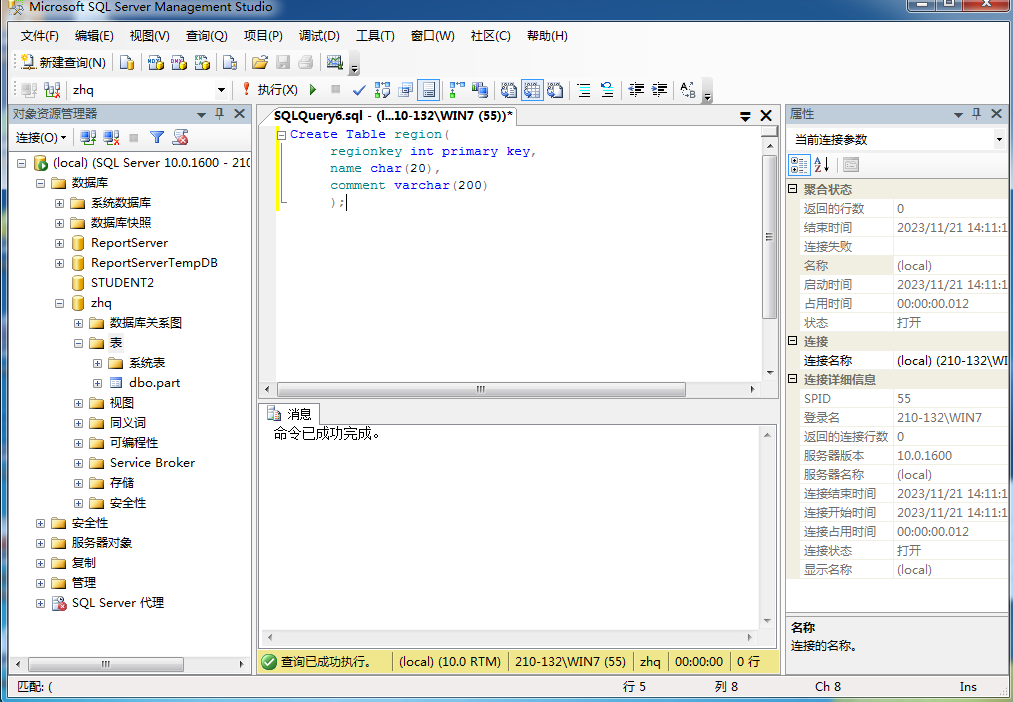 Microsoft SQL Server Management Studio
文件(F) 编辑(E) 视图(V) 查询(Q) 项目(P) 调试(D) 工具(T) 窗口(W) 社区(C) 帮助(H)
新建查询(N)
zhq 执行(X)
对象资源管理器
连接(O)
(local) (SQL Server 10.0.1600 - 210
数据库
系统数据库
数据库快照
ReportServer
ReportServerTempDB
STUDENT2
zhq
数据库关系图
表
系统表
dbo.part
视图
同义词
可编程性
Service Broker
存储
安全性
安全性
服务器对象
复制
管理
SQL Server 代理
SQLQuery6.sql - (l...10-132\WIN7 (55))*
Create Table region(
regionkey int primary key,
name char(20),
comment varchar(200)
);
消息
命令已成功完成。
查询已成功执行。 (local) (10.0 RTM) 210-132\WIN7 (55) zhq 00:00:00 0 行
属性
当前连接参数
聚合状态
返回的行数 0
结束时间 2023/11/21 14:11:1
连接失败
名称 (local)
启动时间 2023/11/21 14:11:1
占用时间 00:00:00.012
状态 打开
连接
连接名称 (local) (210-132\WI
连接详细信息
SPID 55
登录名 210-132\WIN7
返回的连接行数 0
服务器版本 10.0.1600
服务器名称 (local)
连接结束时间 2023/11/21 14:11:1
连接开始时间 2023/11/21 14:11:1
连接占用时间 00:00:00.012
连接状态 打开
显示名称 (local)
名称
连接的名称。
匹配: ( 行 5 列 8 Ch 8 Ins